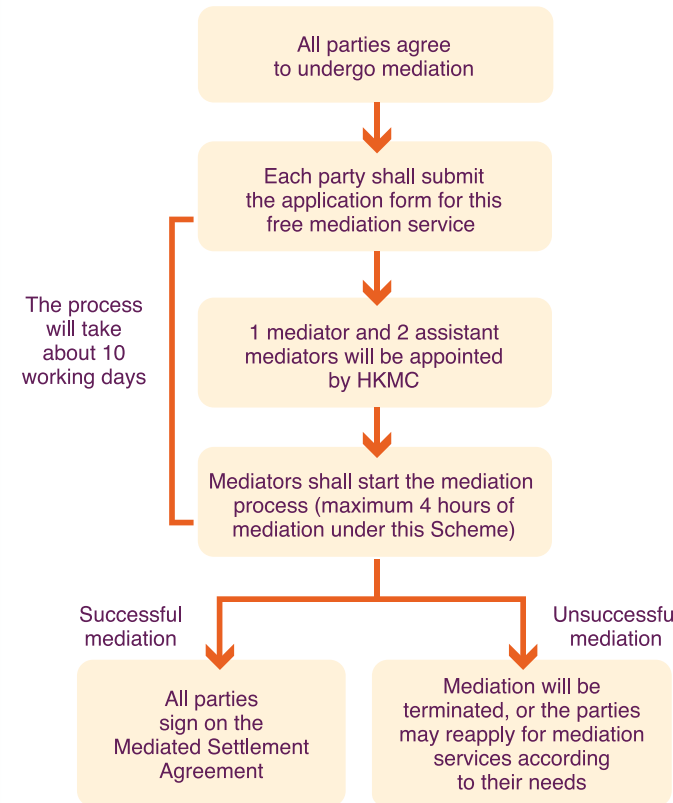 All parties agree
to undergo mediation
Each party shall submit
the application form for this
free mediation service
The process
will take
about 10
working days
1 mediator and 2 assistant
mediators will be appointed
by HKMC
Mediators shall start the mediation
process (maximum 4 hours of
mediation under this Scheme)
Successful
mediation
Unsuccessfu
mediation
All parties
sign on the
Mediated Settlement
Agreement
Mediation will be
terminated, or the parties
may reapply for mediation
services according
to their needs